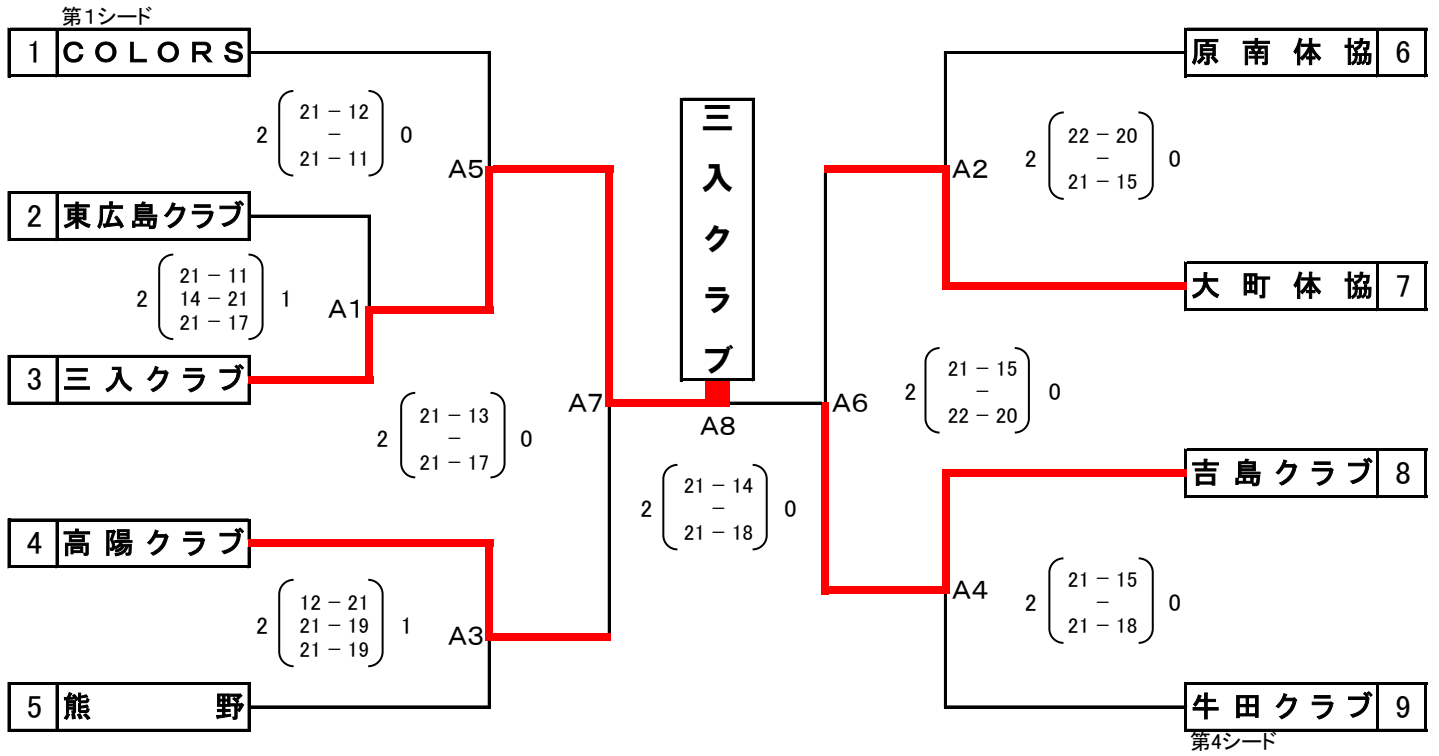 第1シード
1 COLORS
2 東広島クラブ
3 三入クラブ
4 高陽クラブ
5 熊野
原南体協 6
大町体協 7
吉島クラブ 8
牛田クラブ 9
第4シード
三入クラブ
A5
2 21－12 0
－
21－11
A1
21－11
2 14－21 1
21－17
A7
21－13
2 － 0
21－17
A3
12－21
2 21－19 1
21－19
A8
21－14
2 － 0
21－18
A2
22－20
2 － 0
21－15
A6
21－15
2 － 0
22－20
A4
21－15
2 － 0
21－18